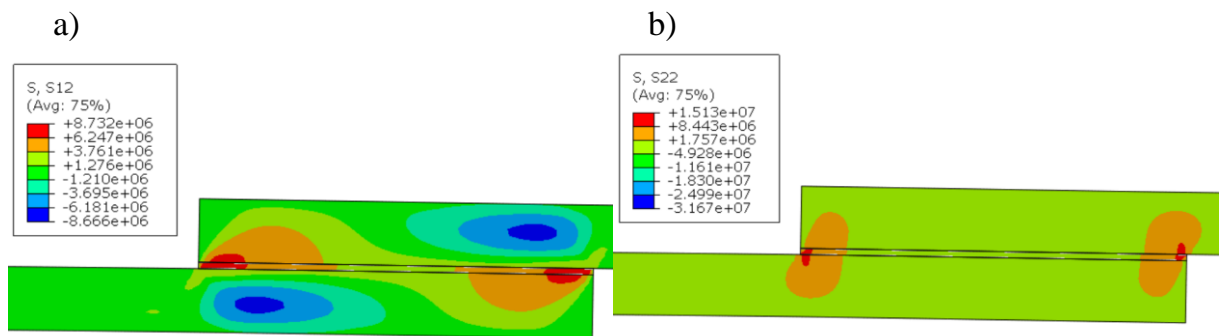 a)
S, S12
(Avg: 75%)
+8.732e+06
+6.247e+06
+3.761e+06
+1.276e+06
-1.210e+06
-3.695e+06
-6.181e+06
-8.666e+06
b)
S, S22
(Avg: 75%)
+1.513e+07
+8.443e+06
+1.757e+06
-4.928e+06
-1.161e+07
-1.830e+07
-2.499e+07
-3.167e+07